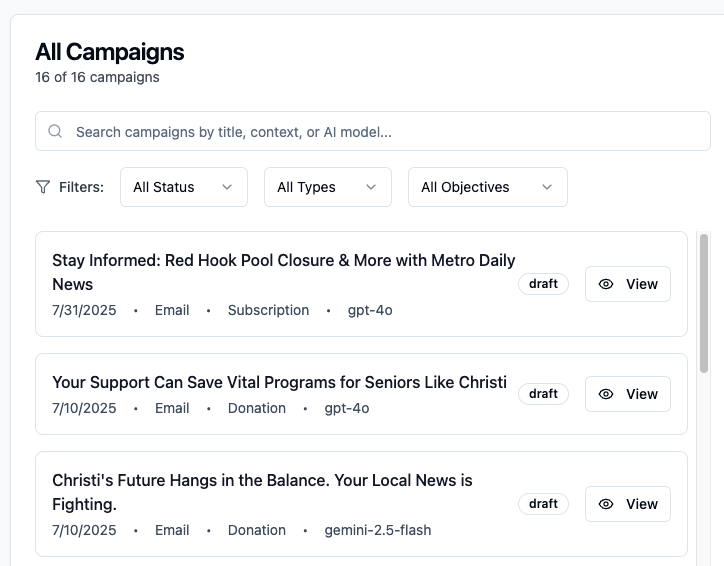 All Campaigns
16 of 16 campaigns
Search campaigns by title, context, or AI model...
Filters:
All Status
All Types
All Objectives
Stay Informed: Red Hook Pool Closure & More with Metro Daily
News
7/31/2025 • Email • Subscription • gpt-4o
draft
View
Your Support Can Save Vital Programs for Seniors Like Christi
7/10/2025 • Email • Donation • gpt-4o
draft
View
Christi's Future Hangs in the Balance. Your Local News is
Fighting.
7/10/2025 • Email • Donation • gemini-2.5-flash
draft
View